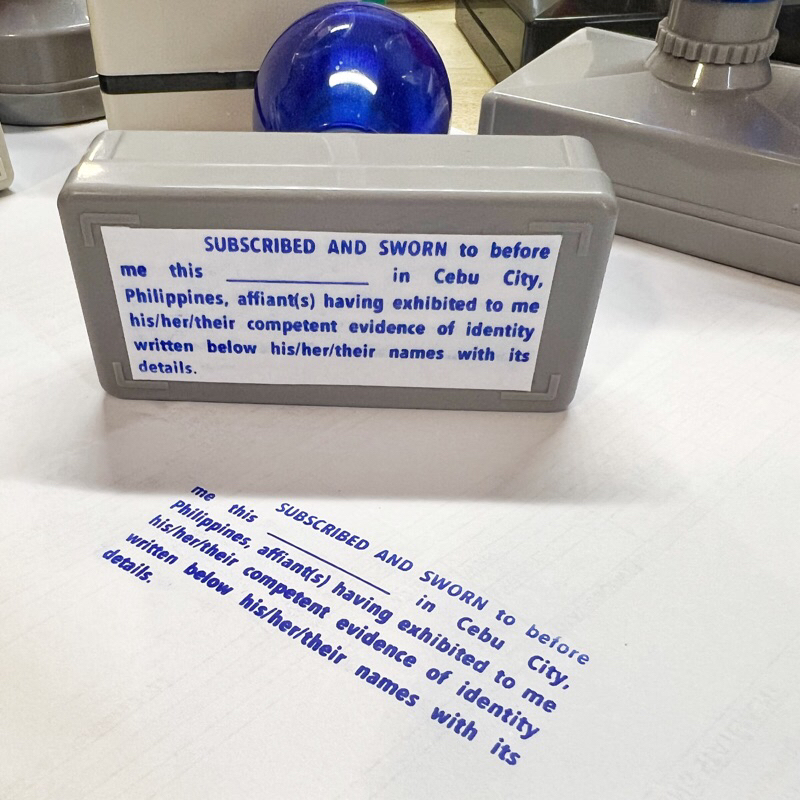 SUBSCRIBED AND SWORN to before
me this ______________ in Cebu City,
Philippines, affiant(s) having exhibited to me
his/her/their competent evidence of identity
written below his/her/their names with its
details.
SUBSCRIBED AND SWORN to before
me this ______________ in Cebu City,
Philippines, affiant(s) having exhibited to me
his/her/their competent evidence of identity
written below his/her/their names with its
details.